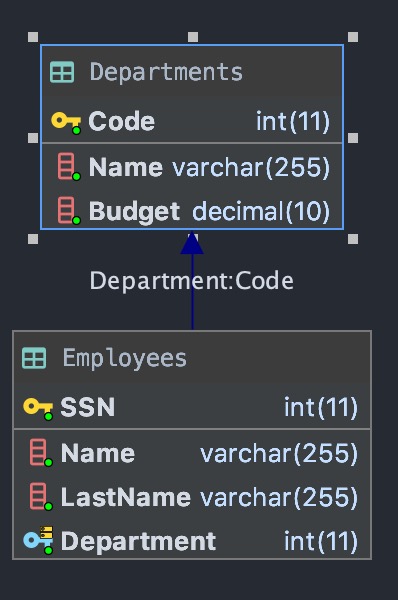 Departments
Code int(11)
Name varchar(255)
Budget decimal(10)
Department:Code
Employees
SSN int(11)
Name varchar(255)
LastName varchar(255)
Department int(11)